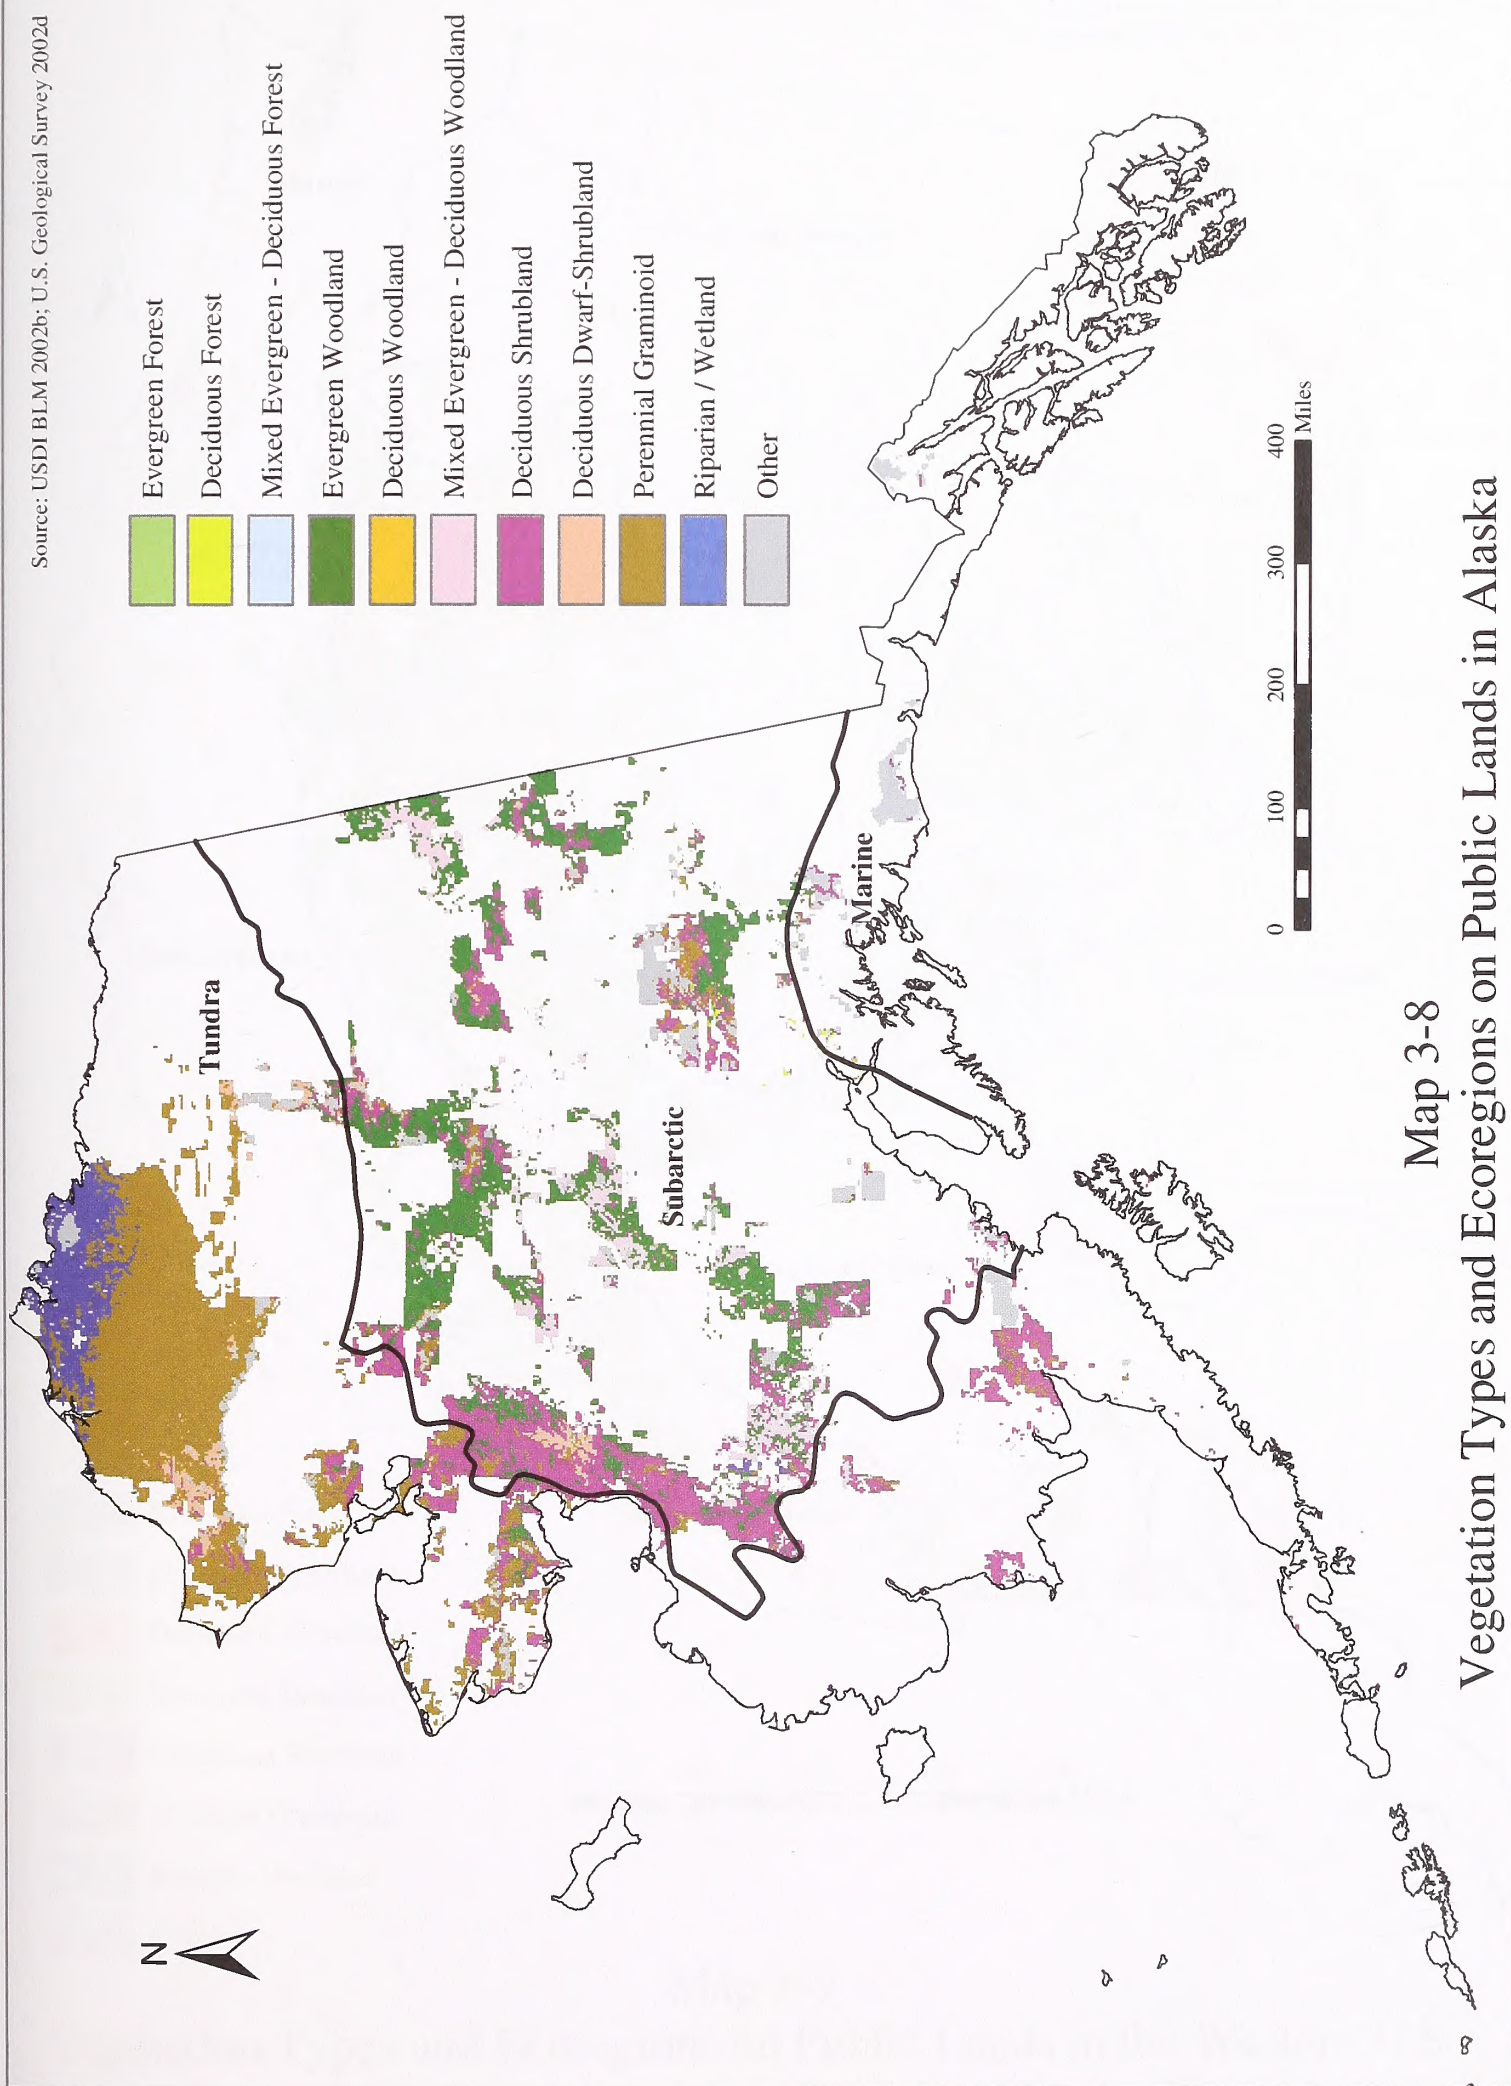 Source: USDI BLM 2002b; U.S. Geological Survey 2002d
Evergreen Forest
Deciduous Forest
Mixed Evergreen - Deciduous Forest
Evergreen Woodland
Deciduous Woodland
Mixed Evergreen - Deciduous Woodland
Deciduous Shrubland
Deciduous Dwarf-Shrubland
Perennial Graminoid
Riparian / Wetland
Other
N
Tundra
Subarctic
Marine
0 100 200 300 400
Miles
Map 3-8
Vegetation Types and Ecoregions on Public Lands in Alaska
8